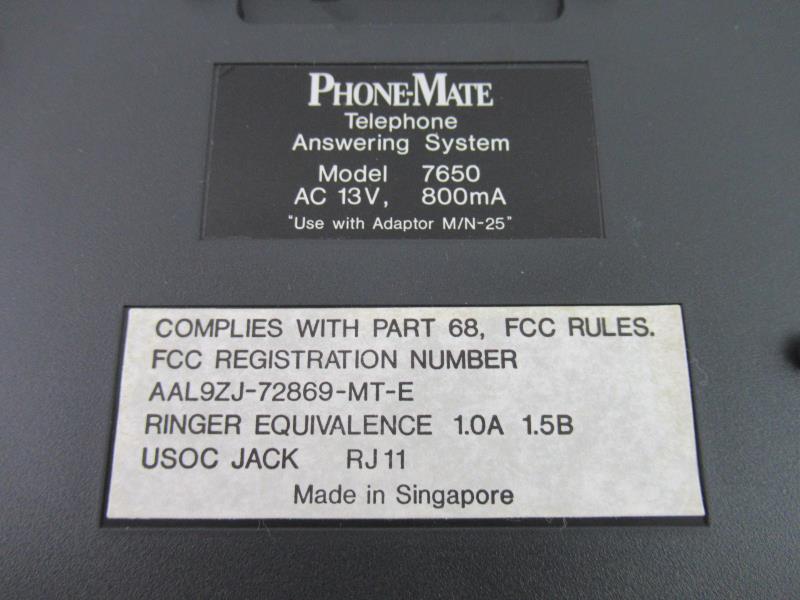 PHONE-MATE
Telephone
Answering System
Model 7650
AC 13V, 800mA
"Use with Adaptor M/N-25"
COMPLIES WITH PART 68, FCC RULES.
FCC REGISTRATION NUMBER
AAL9ZJ-72869-MT-E
RINGER EQUIVALENCE 1.0A 1.5B
USOC JACK RJ11
Made in Singapore